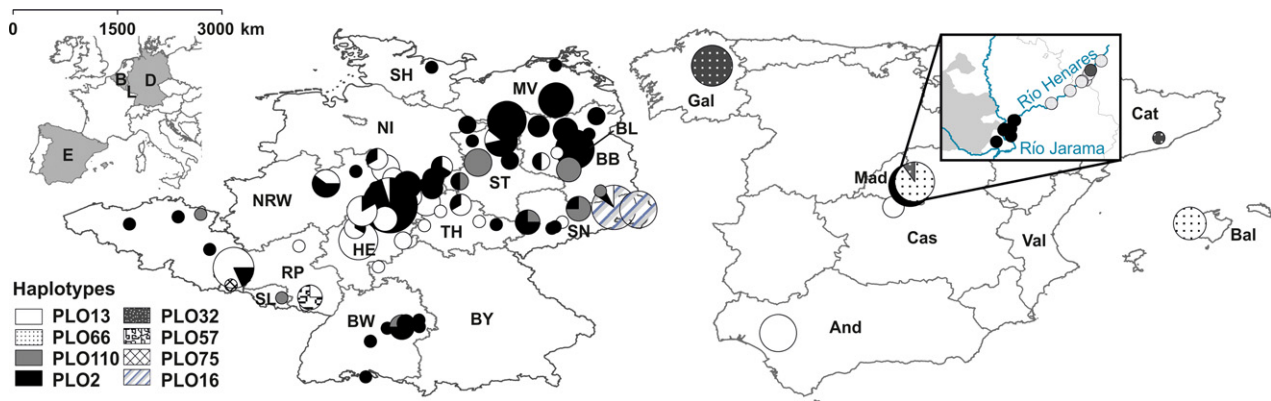 0 1500 3000 km
B
D
L
E
SH
MV
NI
BL
BB
ST
NRW
HE
TH
SN
RP
SL
BW
BY
Gal
Cat
Mad
Cas
Val
Bal
And
Río Henares
Río Jarama
Haplotypes
PLO13 PLO32
PLO66 PLO57
PLO110 PLO75
PLO2 PLO16